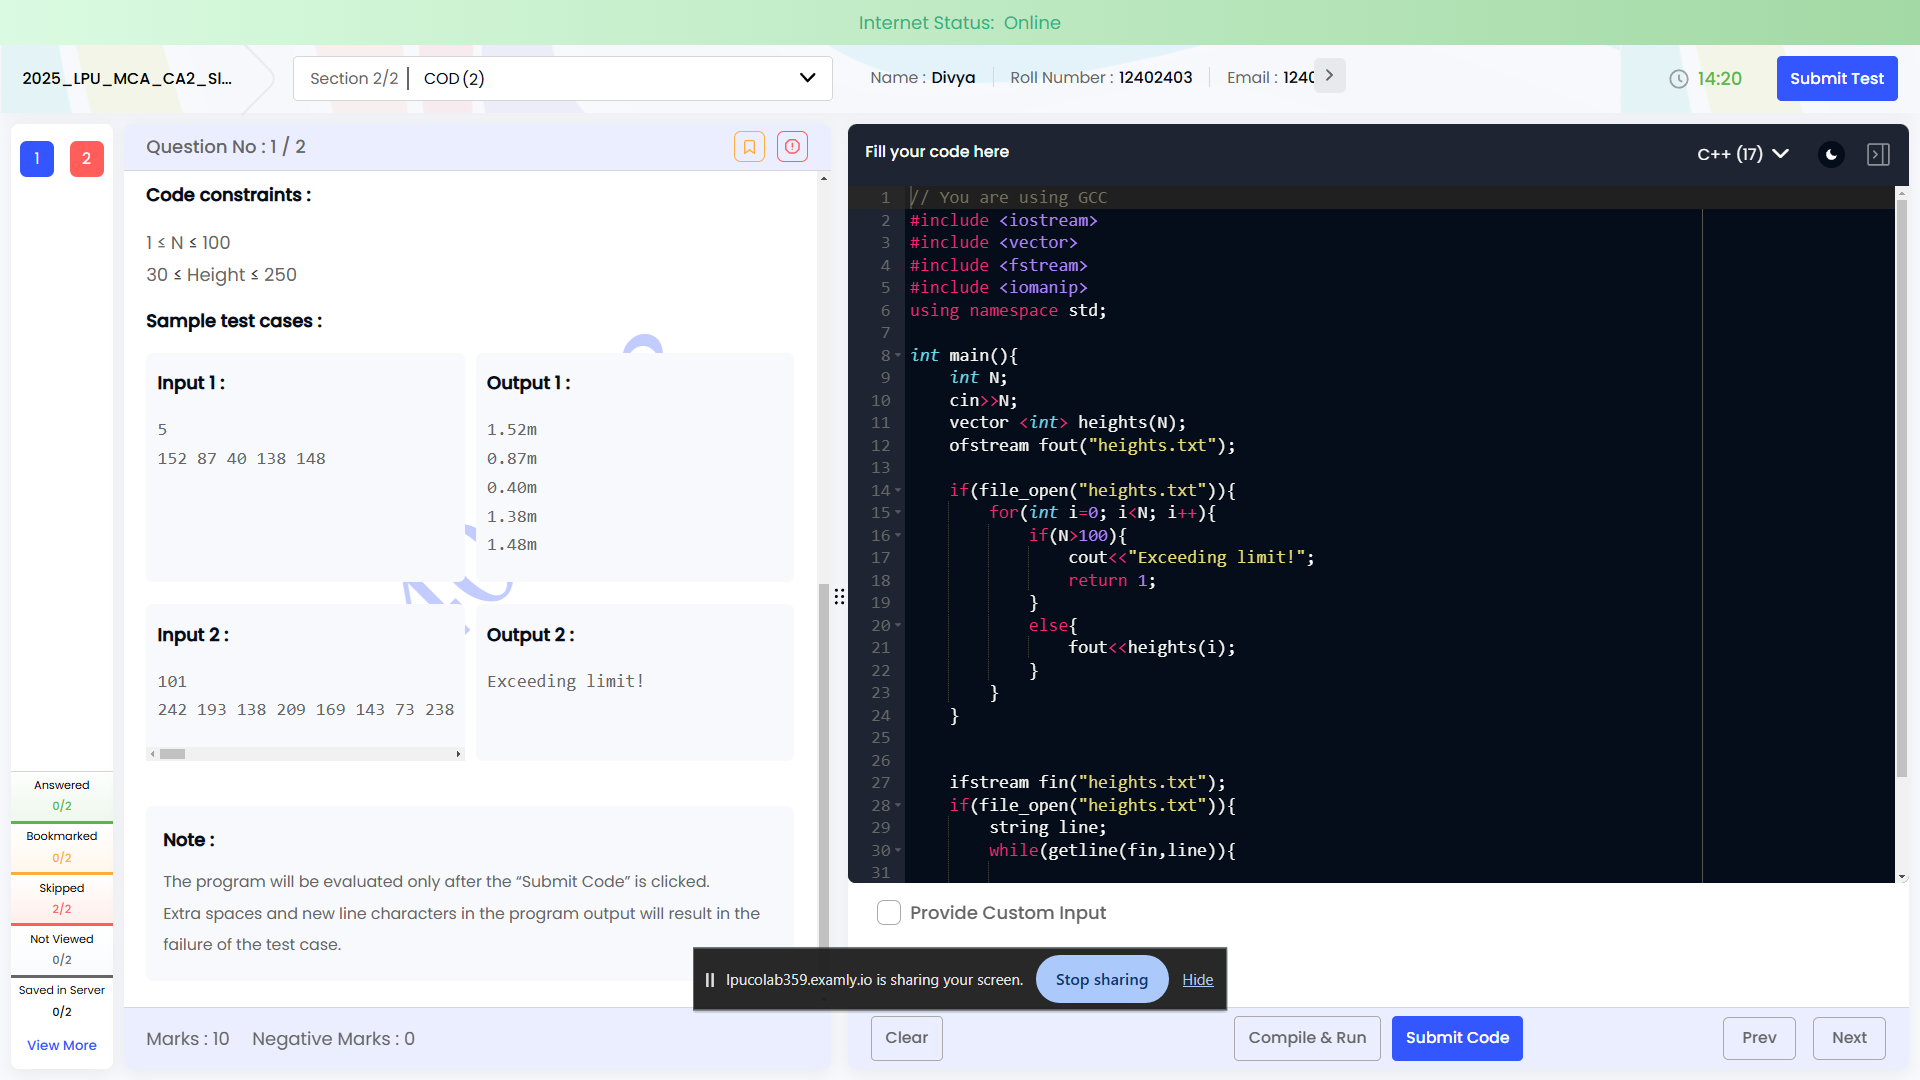 Internet Status: Online
2025_LPU_MCA_CA2_Sl...
Section 2/2 | COD (2)
Name : Divya
Roll Number : 12402403
Email : 1240
14:20
Submit Test
1
2
Question No : 1 / 2
Code constraints :
1 ≤ N ≤ 100
30 ≤ Height ≤ 250
Sample test cases :
Input 1 :
5
152 87 40 138 148
Output 1 :
1.52m
0.87m
0.40m
1.38m
1.48m
Input 2 :
101
242 193 138 209 169 143 73 238
Output 2 :
Exceeding limit!
Note :
The program will be evaluated only after the “Submit Code” is clicked.
Extra spaces and new line characters in the program output will result in the
failure of the test case.
Answered
0/2
Bookmarked
0/2
Skipped
2/2
Not Viewed
0/2
Saved in Server
0/2
View More
Marks : 10
Negative Marks : 0
Fill your code here
C++ (17)
1 // You are using GCC
2 #include <iostream>
3 #include <vector>
4 #include <fstream>
5 #include <iomanip>
6 using namespace std;
7
8 int main(){
9 int N;
10 cin>>N;
11 vector <int> heights(N);
12 ofstream fout("heights.txt");
13
14 if(file_open("heights.txt")){
15 for(int i=0; i<N; i++){
16 if(N>100){
17 cout<<"Exceeding limit!";
18 return 1;
19 }
20 else{
21 fout<<heights(i);
22 }
23 }
24 }
25
26
27 ifstream fin("heights.txt");
28 if(file_open("heights.txt")){
29 string line;
30 while(getline(fin,line)){
31
Provide Custom Input
lpucolab359.examly.io is sharing your screen.
Stop sharing
Hide
Clear
Compile & Run
Submit Code
Prev
Next